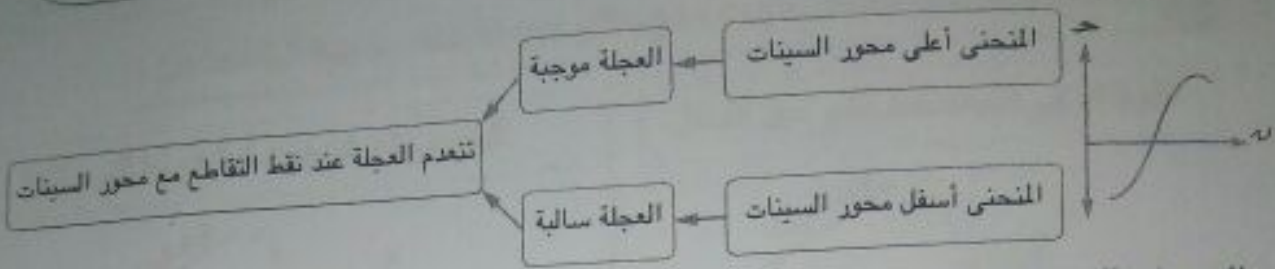 المنحنى أعلى محور السينات
العجلة موجبة
تنعدم العجلة عند نقط التقاطع مع محور السينات
المنحنى أسفل محور السينات
العجلة سالبة